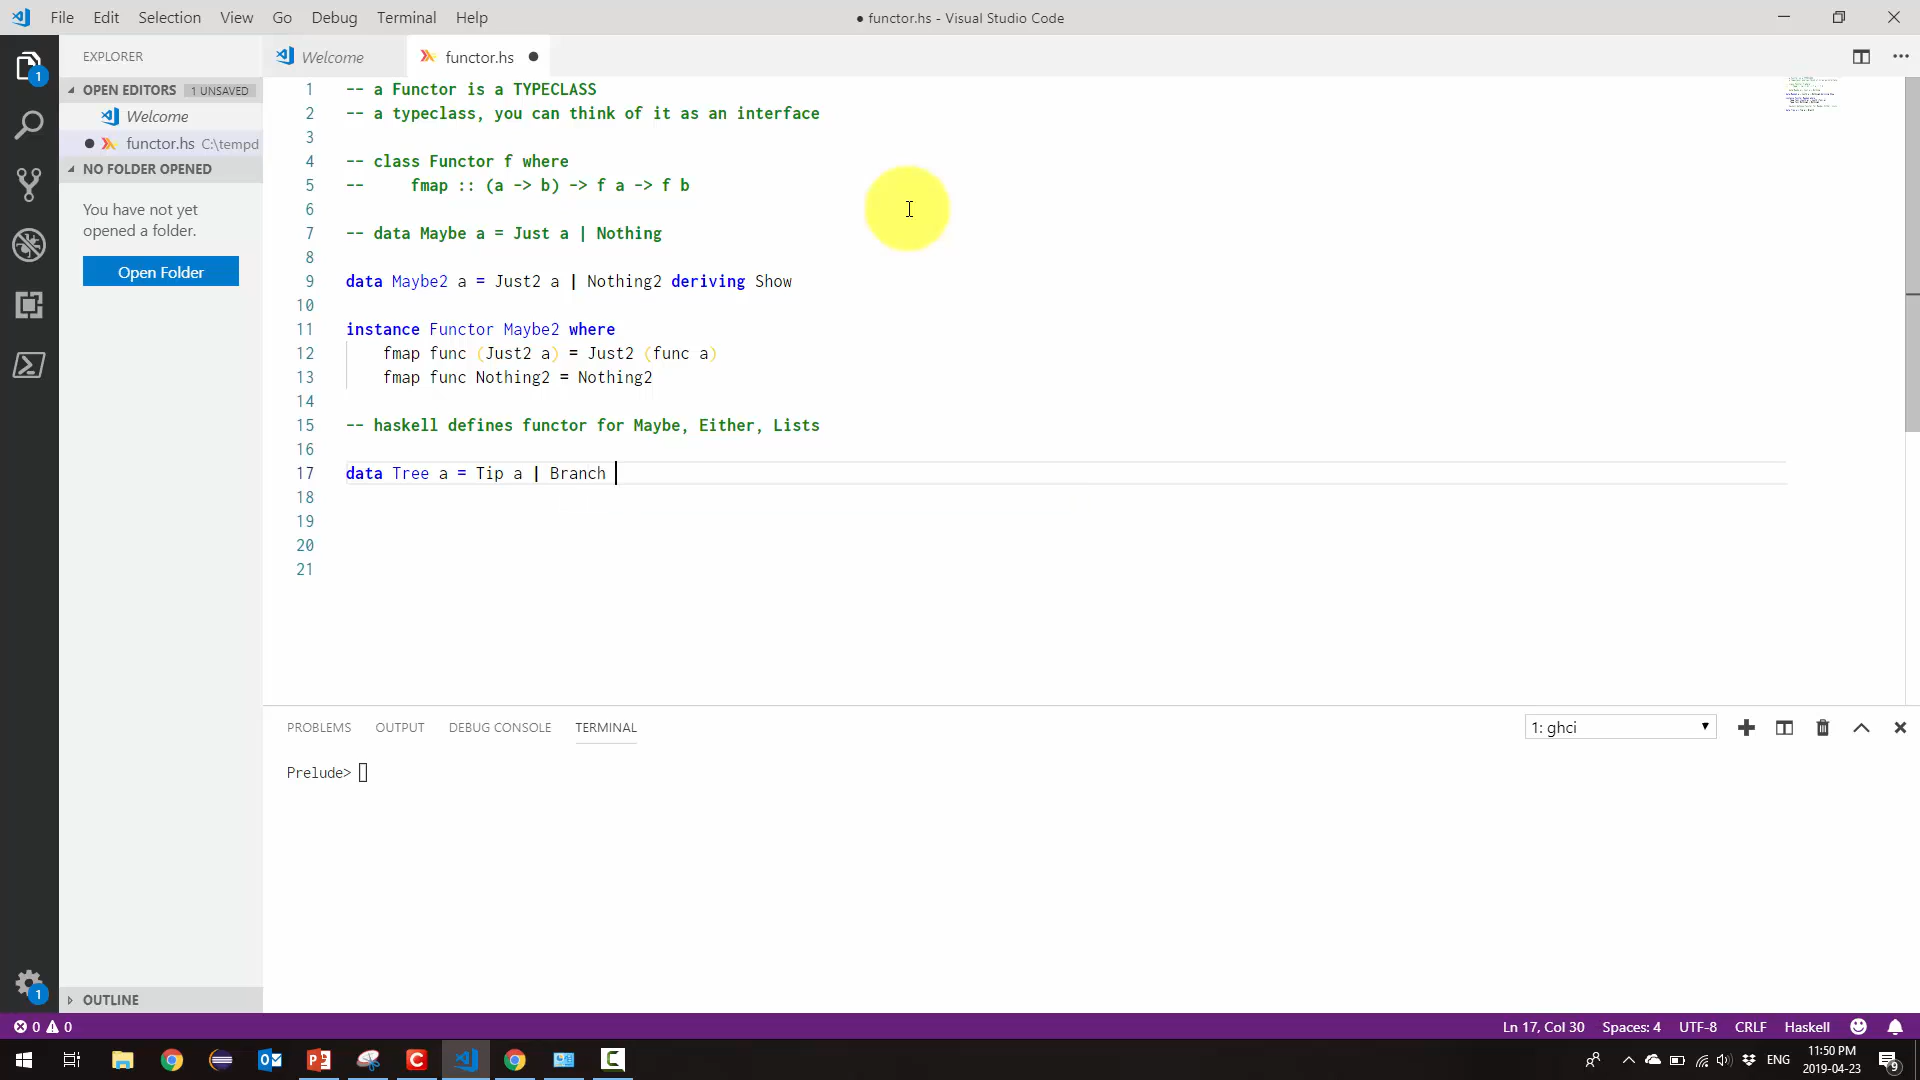 File Edit Selection View Go Debug Terminal Help
● functor.hs - Visual Studio Code
EXPLORER
OPEN EDITORS 1 UNSAVED
Welcome
functor.hs C:\tempd
NO FOLDER OPENED
You have not yet
opened a folder.
Open Folder
OUTLINE
Welcome
functor.hs
1 -- a Functor is a TYPECLASS
2 -- a typeclass, you can think of it as an interface
3
4 -- class Functor f where
5 --     fmap :: (a -> b) -> f a -> f b
6
7 -- data Maybe a = Just a | Nothing
8
9 data Maybe2 a = Just2 a | Nothing2 deriving Show
10
11 instance Functor Maybe2 where
12     fmap func (Just2 a) = Just2 (func a)
13     fmap func Nothing2 = Nothing2
14
15 -- haskell defines functor for Maybe, Either, Lists
16
17 data Tree a = Tip a | Branch
18
19
20
21
PROBLEMS OUTPUT DEBUG CONSOLE TERMINAL
1: ghci
Prelude>
1
1
0 0
Ln 17, Col 30 Spaces: 4 UTF-8 CRLF Haskell
ENG
11:50 PM
2019-04-23
9